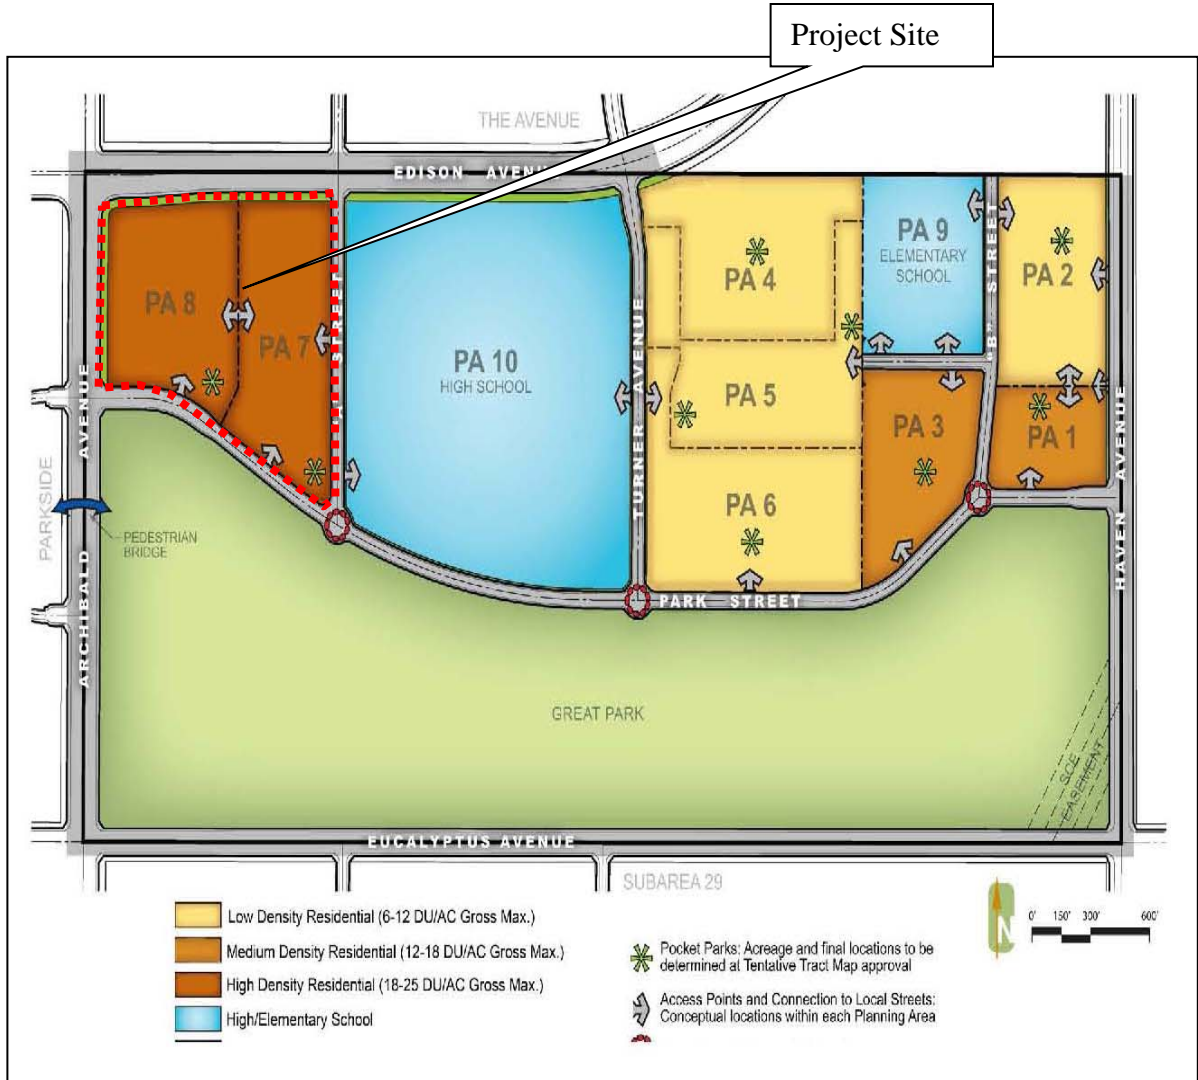 Project Site
THE AVENUE
EDISON AVENU
PA 8
PA 7
STREET
PA 10
HIGH SCHOOL
TURNER AVENUE
PA 4
PA 5
PA 6
PA 9
ELEMENTARY
SCHOOL
"B" STREET
PA 2
PA 3
PA 1
HAVEN AVENUE
PARKSIDE
ARCHIBALD AVENUE
PEDESTRIAN
BRIDGE
PARK STREET
GREAT PARK
SCE
EASEMENT
EUCALYPTUS AVENUE
SUBAREA 29
Low Density Residential (6-12 DU/AC Gross Max.)
Medium Density Residential (12-18 DU/AC Gross Max.)
High Density Residential (18-25 DU/AC Gross Max.)
High/Elementary School
Pocket Parks: Acreage and final locations to be
determined at Tentative Tract Map approval
Access Points and Connection to Local Streets:
Conceptual locations within each Planning Area
N
0' 150' 300' 600'